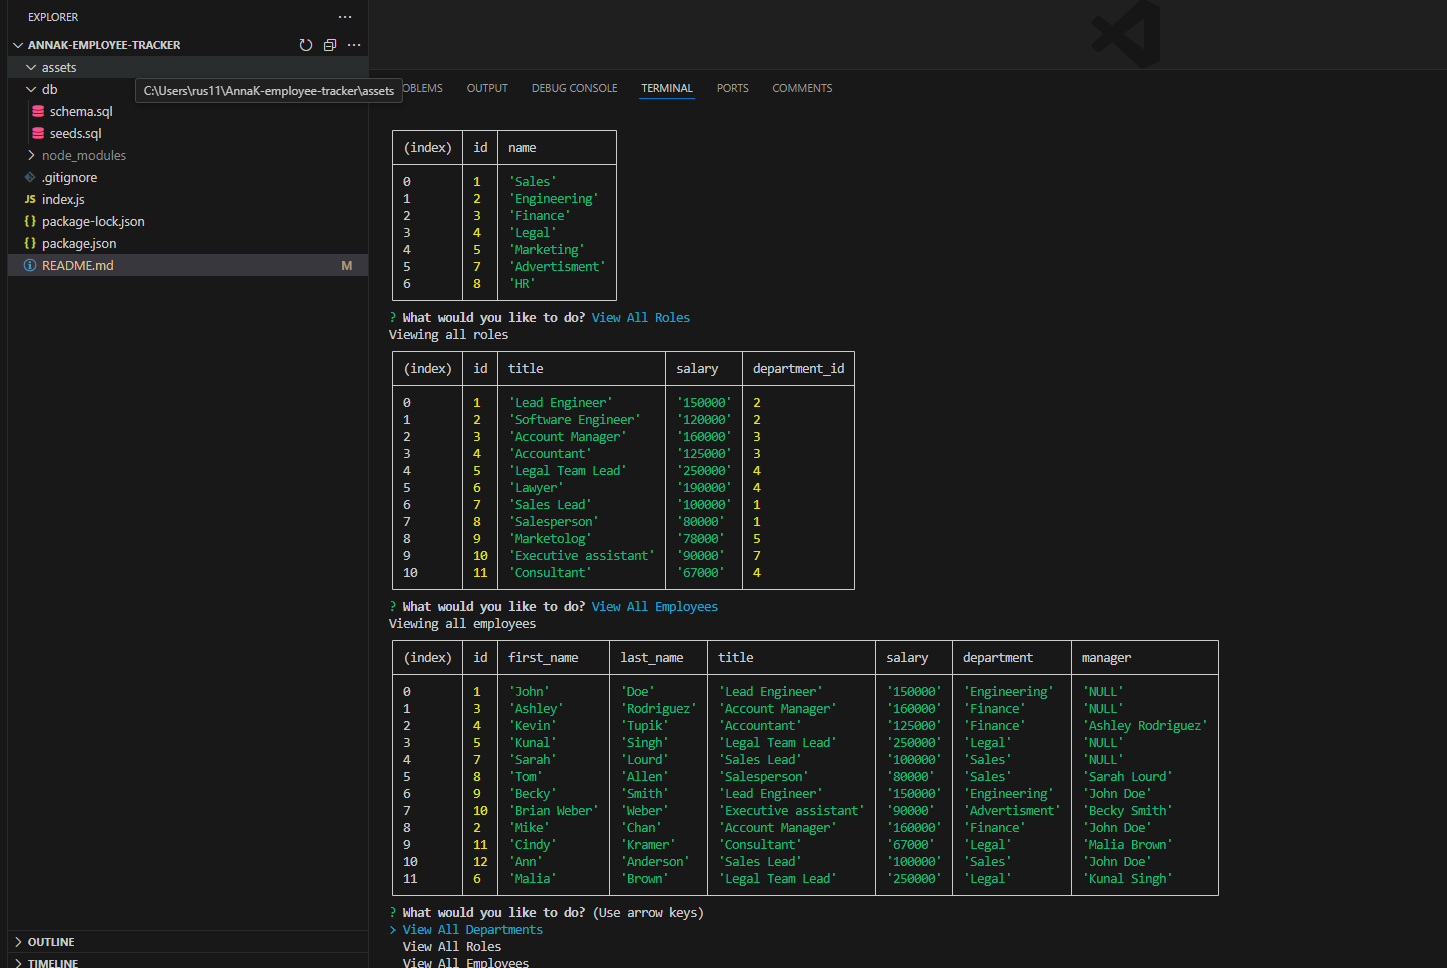 EXPLORER
ANNAK-EMPLOYEE-TRACKER
assets
db
C:\Users\rus11\AnnaK-employee-tracker\assets
schema.sql
seeds.sql
node_modules
.gitignore
JS index.js
{} package-lock.json
{} package.json
README.md M
OUTLINE
TIMELINE
OBLEMS OUTPUT DEBUG CONSOLE TERMINAL PORTS COMMENTS
(index) id name
0 1 'Sales'
1 2 'Engineering'
2 3 'Finance'
3 4 'Legal'
4 5 'Marketing'
5 7 'Advertisment'
6 8 'HR'
? What would you like to do? View All Roles
Viewing all roles
(index) id title salary department_id
0 1 'Lead Engineer' '150000' 2
1 2 'Software Engineer' '120000' 2
2 3 'Account Manager' '160000' 3
3 4 'Accountant' '125000' 3
4 5 'Legal Team Lead' '250000' 4
5 6 'Lawyer' '190000' 4
6 7 'Sales Lead' '100000' 1
7 8 'Salesperson' '80000' 1
8 9 'Marketolog' '78000' 5
9 10 'Executive assistant' '90000' 7
10 11 'Consultant' '67000' 4
? What would you like to do? View All Employees
Viewing all employees
(index) id first_name last_name title salary department manager
0 1 'John' 'Doe' 'Lead Engineer' '150000' 'Engineering' 'NULL'
1 3 'Ashley' 'Rodriguez' 'Account Manager' '160000' 'Finance' 'NULL'
2 4 'Kevin' 'Tupik' 'Accountant' '125000' 'Finance' 'Ashley Rodriguez'
3 5 'Kunal' 'Singh' 'Legal Team Lead' '250000' 'Legal' 'NULL'
4 7 'Sarah' 'Lourd' 'Sales Lead' '100000' 'Sales' 'NULL'
5 8 'Tom' 'Allen' 'Salesperson' '80000' 'Sales' 'Sarah Lourd'
6 9 'Becky' 'Smith' 'Lead Engineer' '150000' 'Engineering' 'John Doe'
7 10 'Brian Weber' 'Weber' 'Executive assistant' '90000' 'Advertisment' 'Becky Smith'
8 2 'Mike' 'Chan' 'Account Manager' '160000' 'Finance' 'John Doe'
9 11 'Cindy' 'Kramer' 'Consultant' '67000' 'Legal' 'Malia Brown'
10 12 'Ann' 'Anderson' 'Sales Lead' '100000' 'Sales' 'John Doe'
11 6 'Malia' 'Brown' 'Legal Team Lead' '250000' 'Legal' 'Kunal Singh'
? What would you like to do? (Use arrow keys)
> View All Departments
View All Roles
View All Employees